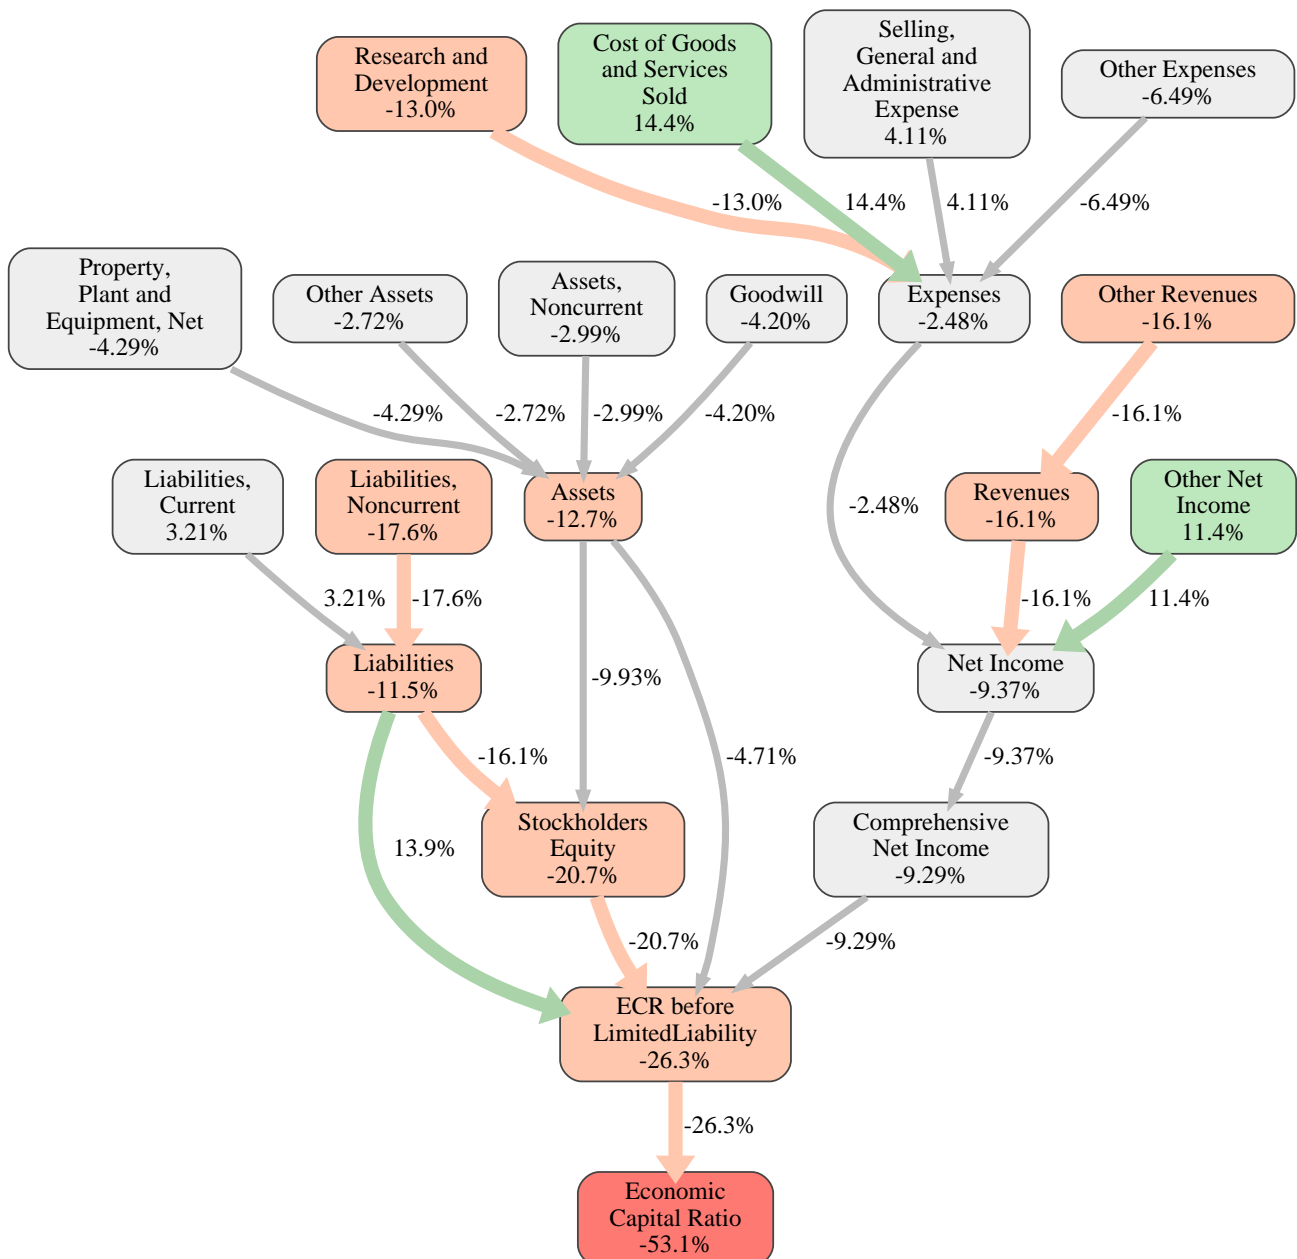 Research and
Development
-13.0%
Cost of Goods
and Services
Sold
14.4%
Selling,
General and
Administrative
Expense
4.11%
Other Expenses
-6.49%
-13.0%
14.4%
4.11%
-6.49%
Property,
Plant and
Equipment, Net
-4.29%
Other Assets
-2.72%
Assets,
Noncurrent
-2.99%
Goodwill
-4.20%
Expenses
-2.48%
Other Revenues
-16.1%
-4.29%
-2.72%
-2.99%
-4.20%
-16.1%
Liabilities,
Current
3.21%
Liabilities,
Noncurrent
-17.6%
Assets
-12.7%
-2.48%
Revenues
-16.1%
Other Net
Income
11.4%
3.21%
-17.6%
-16.1%
11.4%
Liabilities
-11.5%
-9.93%
Net Income
-9.37%
-16.1%
-4.71%
-9.37%
13.9%
Stockholders
Equity
-20.7%
Comprehensive
Net Income
-9.29%
-20.7%
-9.29%
ECR before
LimitedLiability
-26.3%
-26.3%
Economic
Capital Ratio
-53.1%